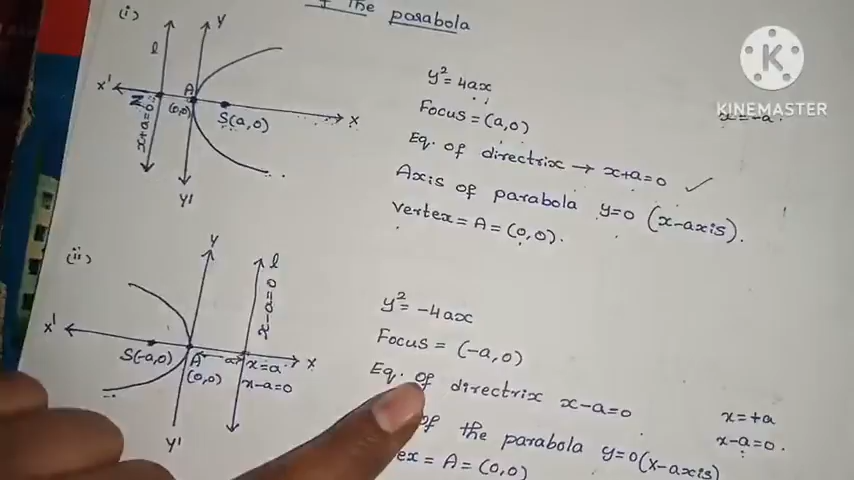 the parabola
(i)
Y
l
X'
A
X
Z
(0,0)
S(a,0)
x+a=0
Y'
y² = 4ax
Focus = (a,0)
Eq. of directrix → x+a=0 ✓
Axis of parabola y=0 (x-axis).
Vertex = A = (0,0).
x=-a
K
KINEMASTER
(ii)
Y
l
x-a=0
X'
S(-a,0)
A
a
x=a
X
(0,0)
x-a=0
Y'
y² = -4ax
Focus = (-a,0)
Eq. of directrix x-a=0
of the parabola y=0 (x-axis)
ex = A = (0,0)
x=+a
x-a=0.